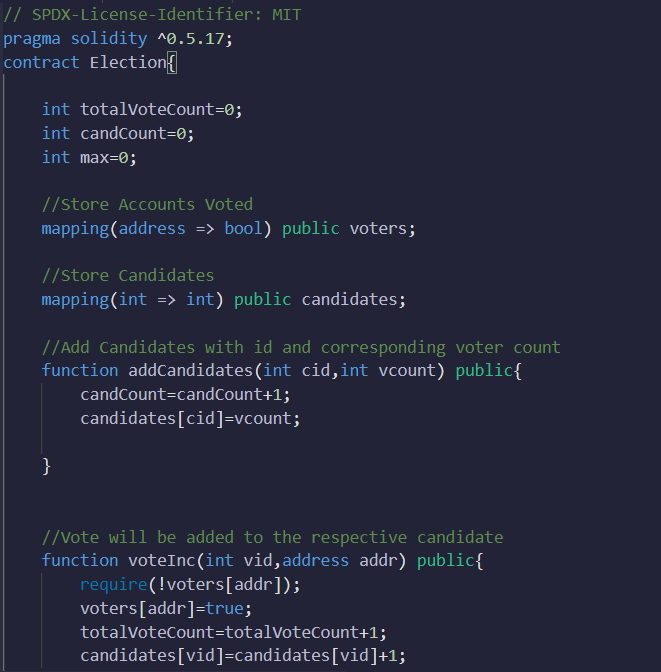 // SPDX-License-Identifier: MIT
pragma solidity ^0.5.17;
contract Election{
int totalVoteCount=0;
int candCount=0;
int max=0;
//Store Accounts Voted
mapping(address => bool) public voters;
//Store Candidates
mapping(int => int) public candidates;
//Add Candidates with id and corresponding voter count
function addCandidates(int cid,int vcount) public{
candCount=candCount+1;
candidates[cid]=vcount;
}
//Vote will be added to the respective candidate
function voteInc(int vid,address addr) public{
require(!voters[addr]);
voters[addr]=true;
totalVoteCount=totalVoteCount+1;
candidates[vid]=candidates[vid]+1;